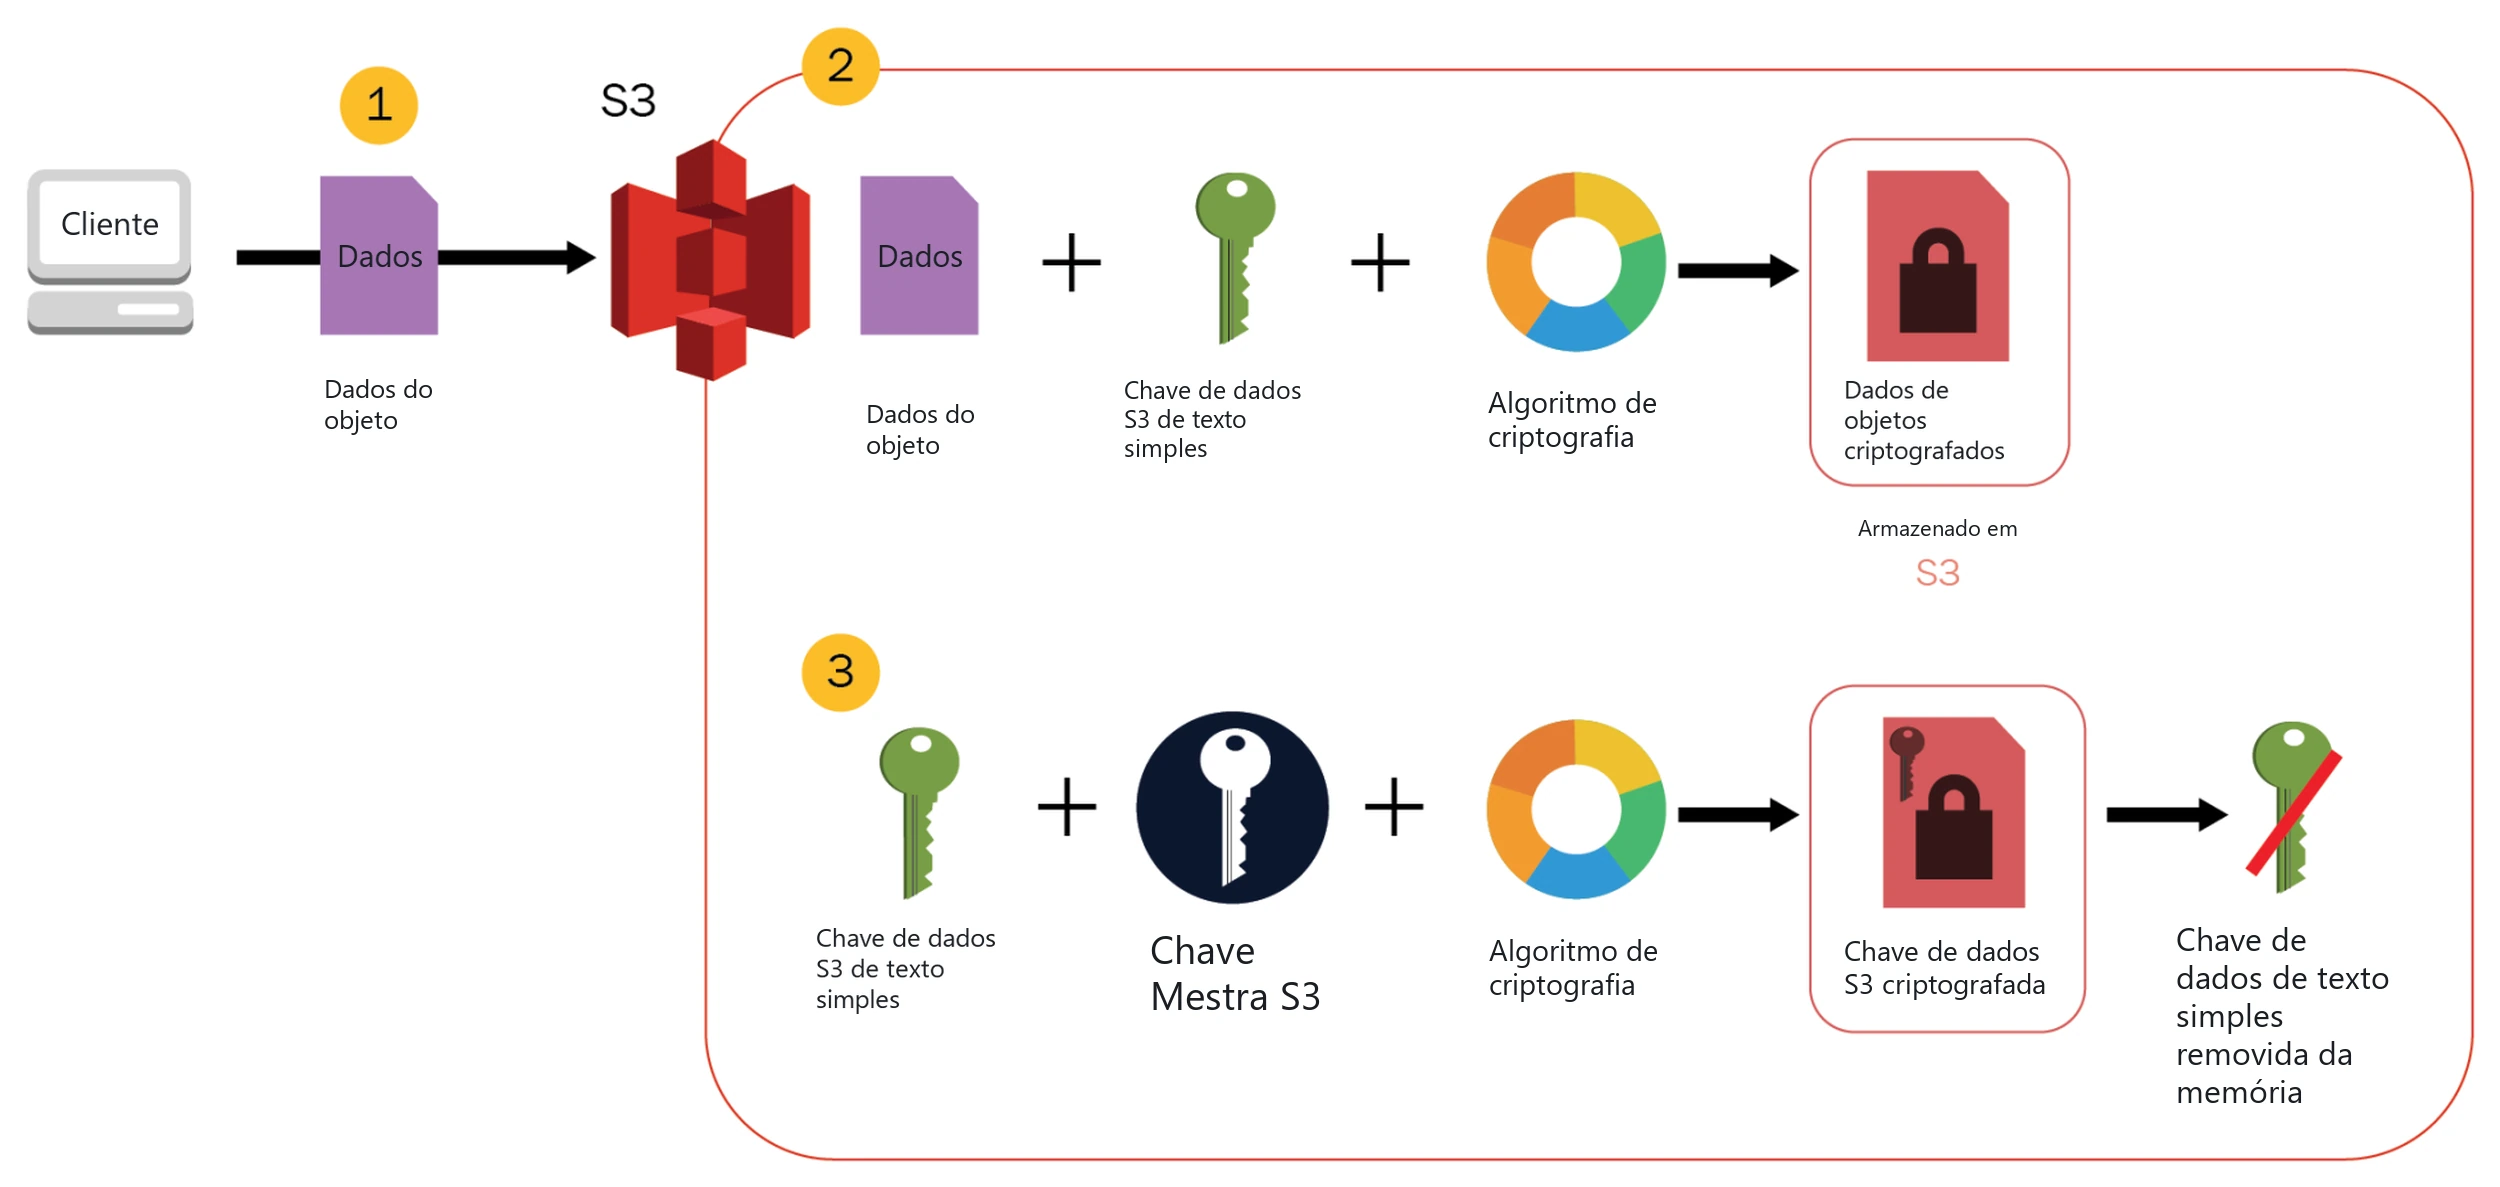 1
S3
2
Cliente
Dados
Dados do
objeto
Dados
Dados do
objeto
Chave de dados
S3 de texto
simples
Algoritmo de
criptografia
Dados de
objetos
criptografados
Armazenado em
S3
3
Chave de dados
S3 de texto
simples
Chave
Mestra S3
Algoritmo de
criptografia
Chave de dados
S3 criptografada
Chave de
dados de texto
simples
removida da
memória